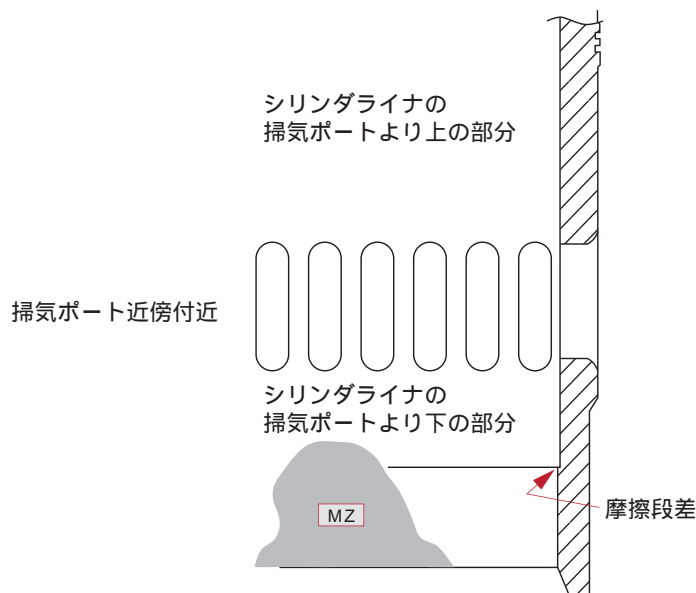 シリンダライナの
掃気ポートより上の部分
掃気ポート近傍付近
シリンダライナの
掃気ポートより下の部分
MZ
摩擦段差